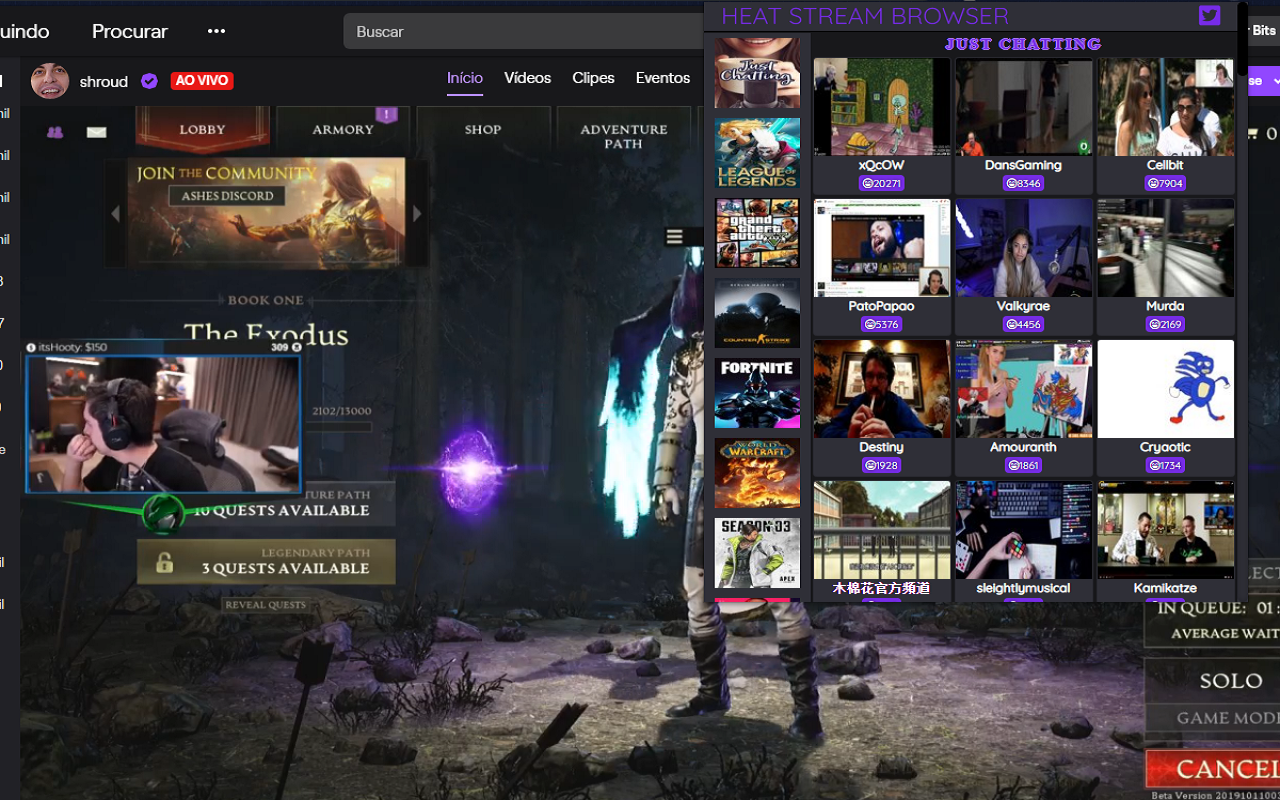 uindo
Procurar
Buscar
HEAT STREAM BROWSER
Bits
shroud
AO VIVO
Início
Vídeos
Clipes
Eventos
se
0
LOBBY
ARMORY
SHOP
ADVENTURE
PATH
JOIN THE COMMUNITY
ASHES DISCORD
BOOK ONE
The Exodus
itsHooty: $150
309
2102/13000
TURE PATH
10 QUESTS AVAILABLE
LEGENDARY PATH
3 QUESTS AVAILABLE
REVEAL QUESTS
JUST CHATTING
Just
Chatting
LEAGUE OF
LEGENDS
grand
theft
auto
COUNTER STRIKE
FORTNITE
WORLD
WARCRAFT
SEASON 03
APEX
xQcOW
20271
DansGaming
8346
Cellbit
7904
PatoPapao
5376
Valkyrae
4456
Murda
2169
Destiny
1928
Amouranth
1861
Cryaotic
1734
木棉花官方頻道
sleightlymusical
Kamikatze
IN QUEUE: 01:
AVERAGE WAIT
SOLO
GAME MODE
CANCEL
Beta Version 20191011003